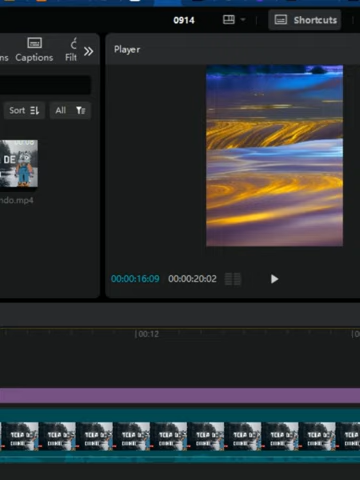 0914
Shortcuts
ns Captions Filt
Player
Sort All
DE
ndo.mp4
00:00:16:09 00:00:20:02
00:12